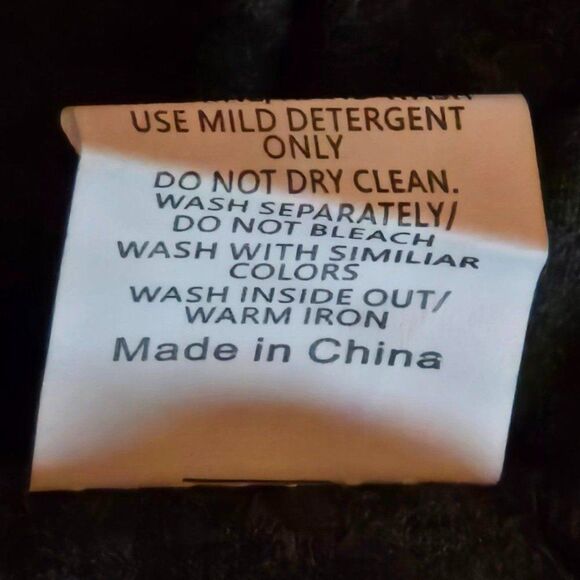 USE MILD DETERGENT
ONLY
DO NOT DRY CLEAN.
WASH SEPARATELY/
DO NOT BLEACH
WASH WITH SIMILIAR
COLORS
WASH INSIDE OUT/
WARM IRON
Made in China